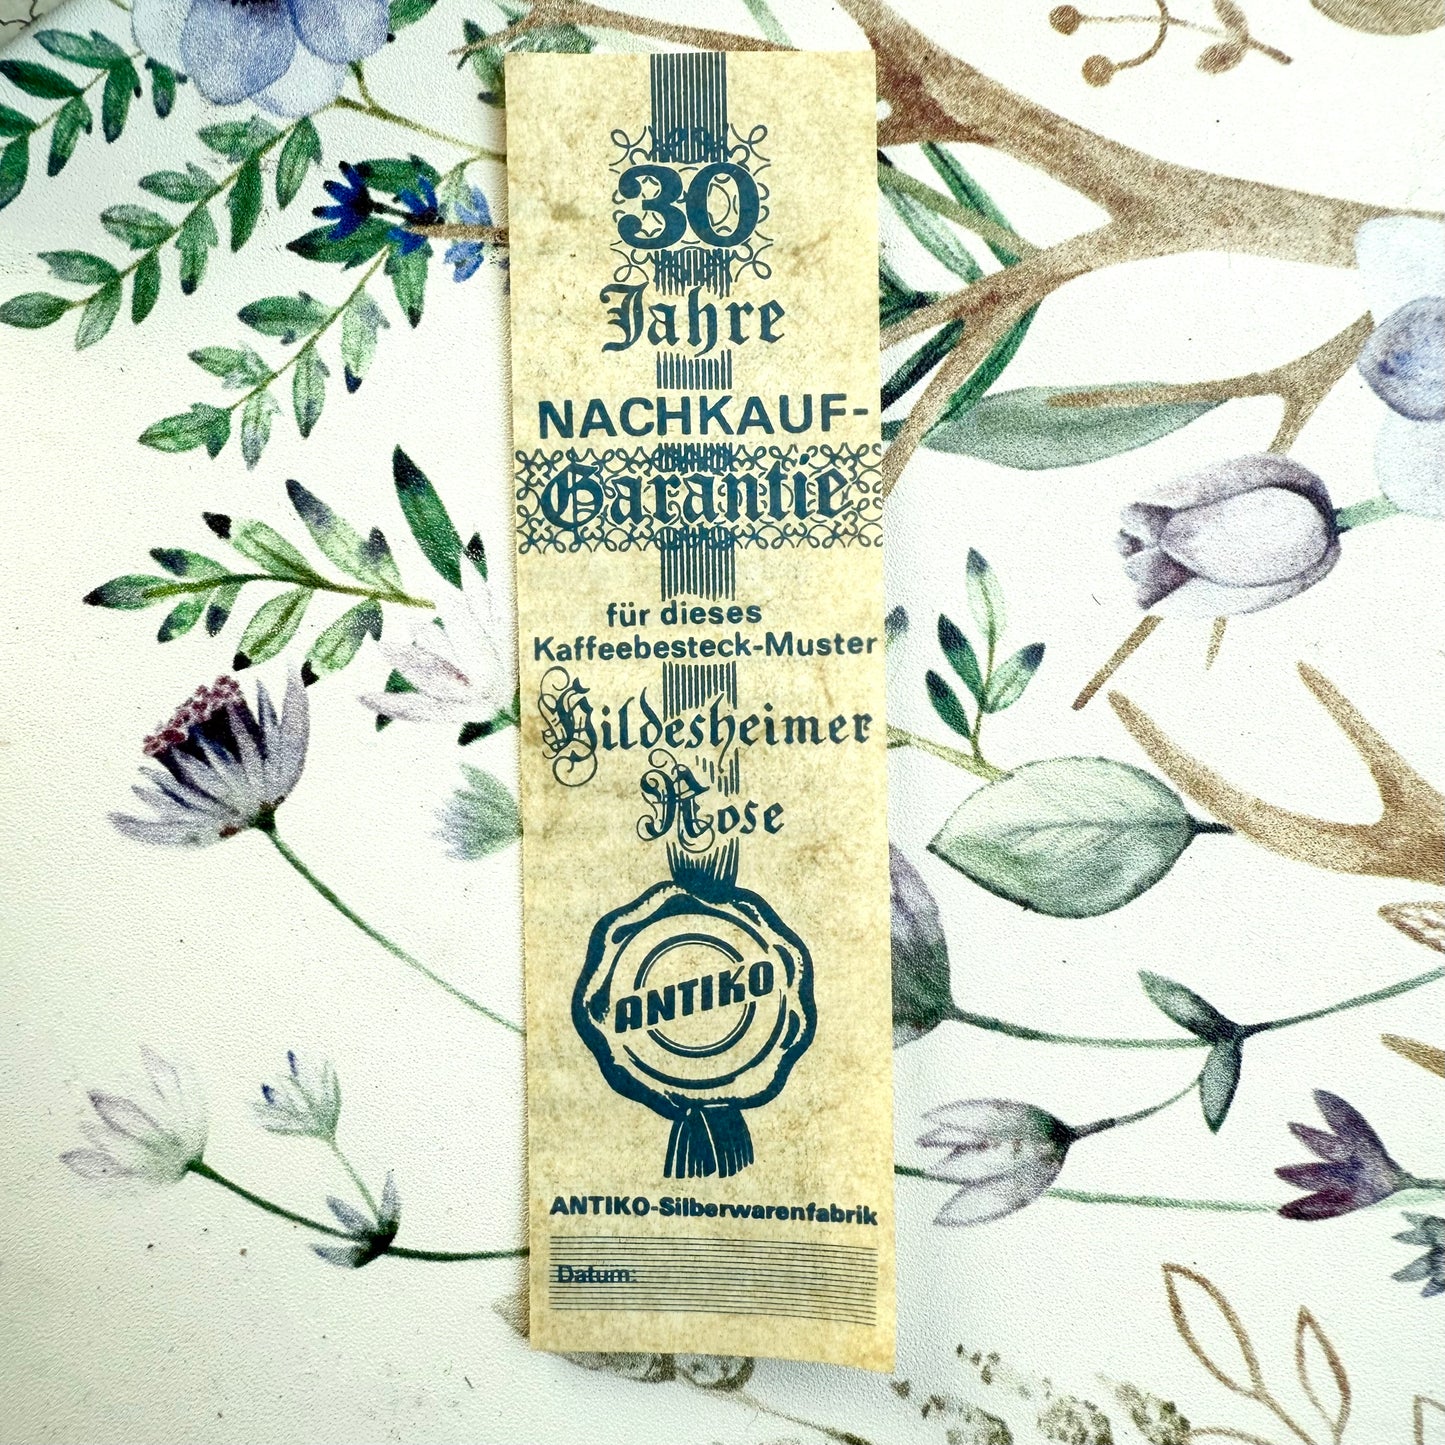 30
Jahre
NACHKAUF-
Garantie
für dieses
Kaffeebesteck-Muster
Hildesheimer
Rose
ANTIKO
ANTIKO-Silberwarenfabrik
Datum: